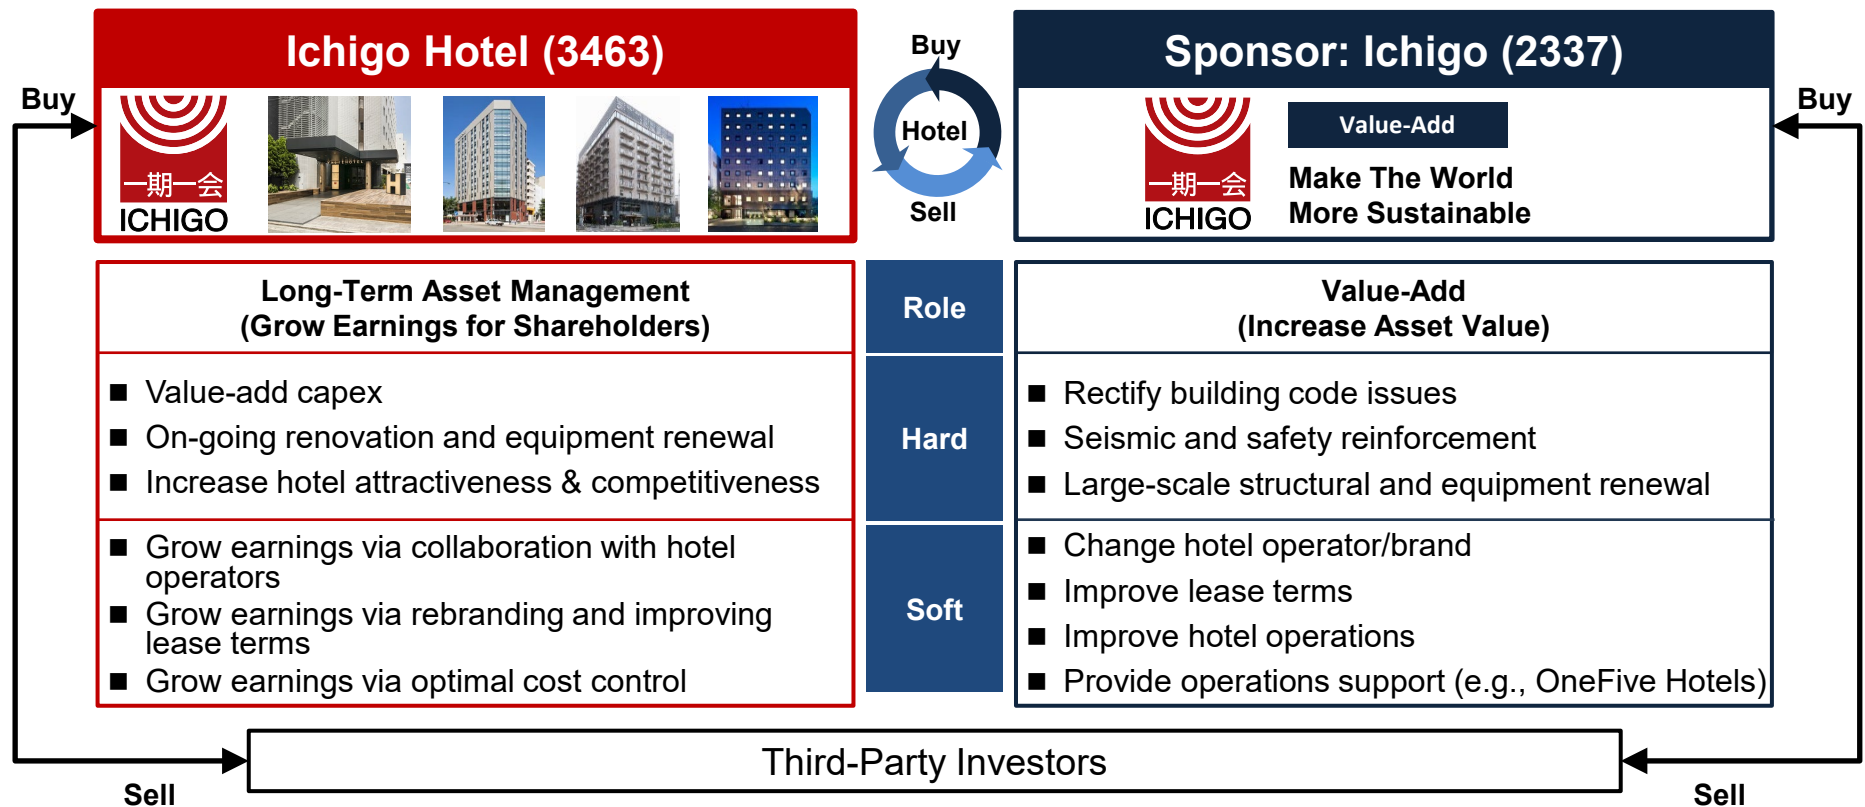 Ichigo Hotel (3463)
Buy
Sponsor: Ichigo (2337)
Buy
一期一会
ICHIGO
Hotel
Sell
一期一会
ICHIGO
Value-Add
Make The World
More Sustainable
Buy
Long-Term Asset Management
(Grow Earnings for Shareholders)
Role
Value-Add
(Increase Asset Value)
■ Value-add capex
■ On-going renovation and equipment renewal
■ Increase hotel attractiveness & competitiveness
Hard
■ Rectify building code issues
■ Seismic and safety reinforcement
■ Large-scale structural and equipment renewal
■ Grow earnings via collaboration with hotel
operators
■ Grow earnings via rebranding and improving
lease terms
■ Grow earnings via optimal cost control
Soft
■ Change hotel operator/brand
■ Improve lease terms
■ Improve hotel operations
■ Provide operations support (e.g., OneFive Hotels)
Third-Party Investors
Sell
Sell